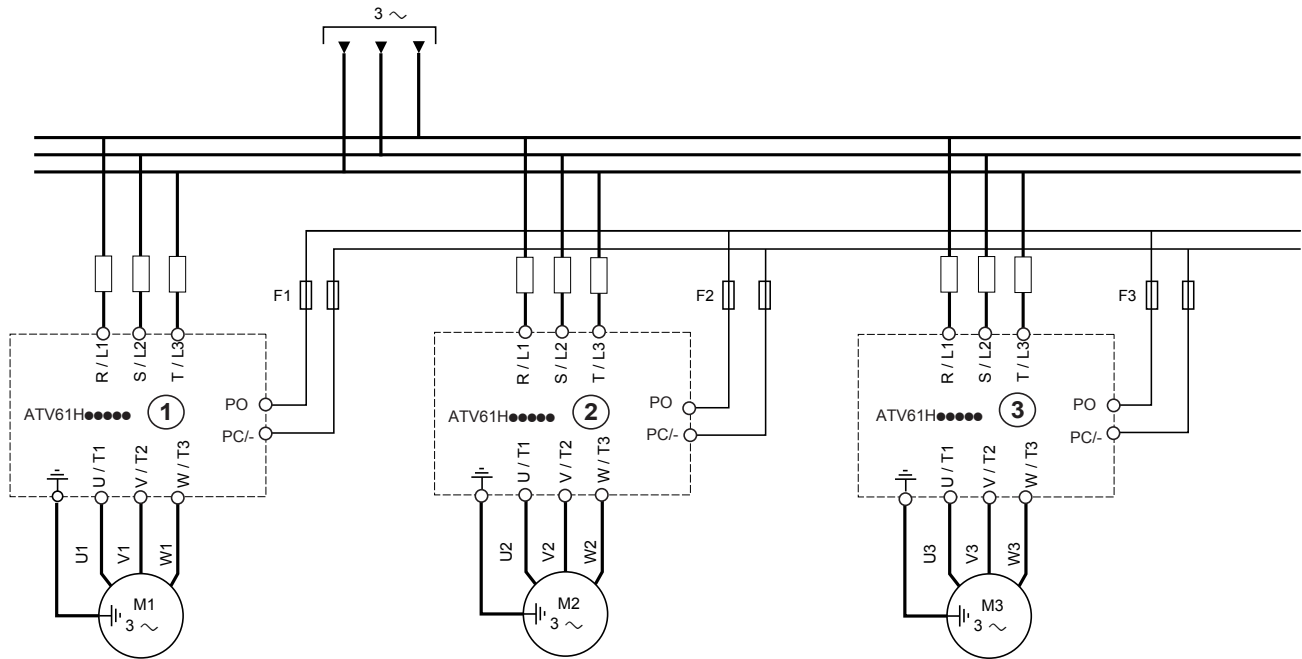 3 ∼
F1
F2
F3
R / L1
S / L2
T / L3
R / L1
S / L2
T / L3
R / L1
S / L2
T / L3
ATV61H●●●●●
1
PO
PC/-
ATV61H●●●●●
2
PO
PC/-
ATV61H●●●●●
3
PO
PC/-
U / T1
V / T2
W / T3
U / T1
V / T2
W / T3
U / T1
V / T2
W / T3
U1
V1
W1
U2
V2
W2
U3
V3
W3
M1
3 ∼
M2
3 ∼
M3
3 ∼